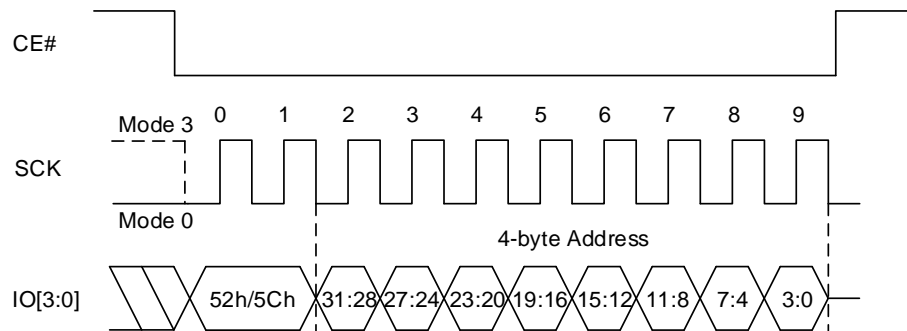 CE#
Mode 3
0 1 2 3 4 5 6 7 8 9
SCK
Mode 0
4-byte Address
IO[3:0]
52h/5Ch 31:28 27:24 23:20 19:16 15:12 11:8 7:4 3:0